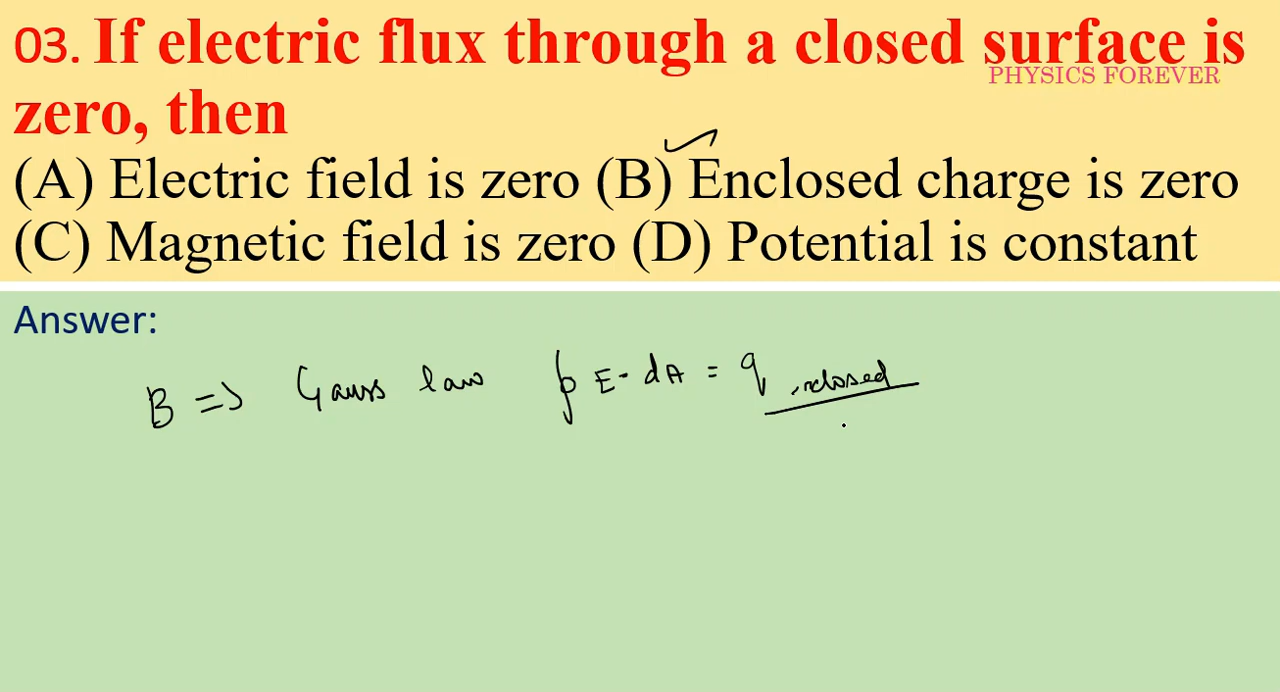 03. If electric flux through a closed surface is
PHYSICS FOREVER
zero, then
(A) Electric field is zero (B) Enclosed charge is zero
(C) Magnetic field is zero (D) Potential is constant
Answer:
B => Gauss law ∮ E - dA = q enclosed